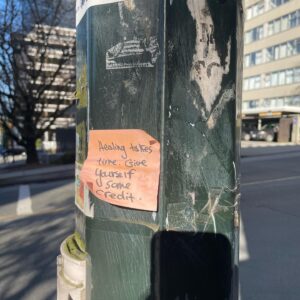 Healing takes
time. Give
yourself
some
credit.